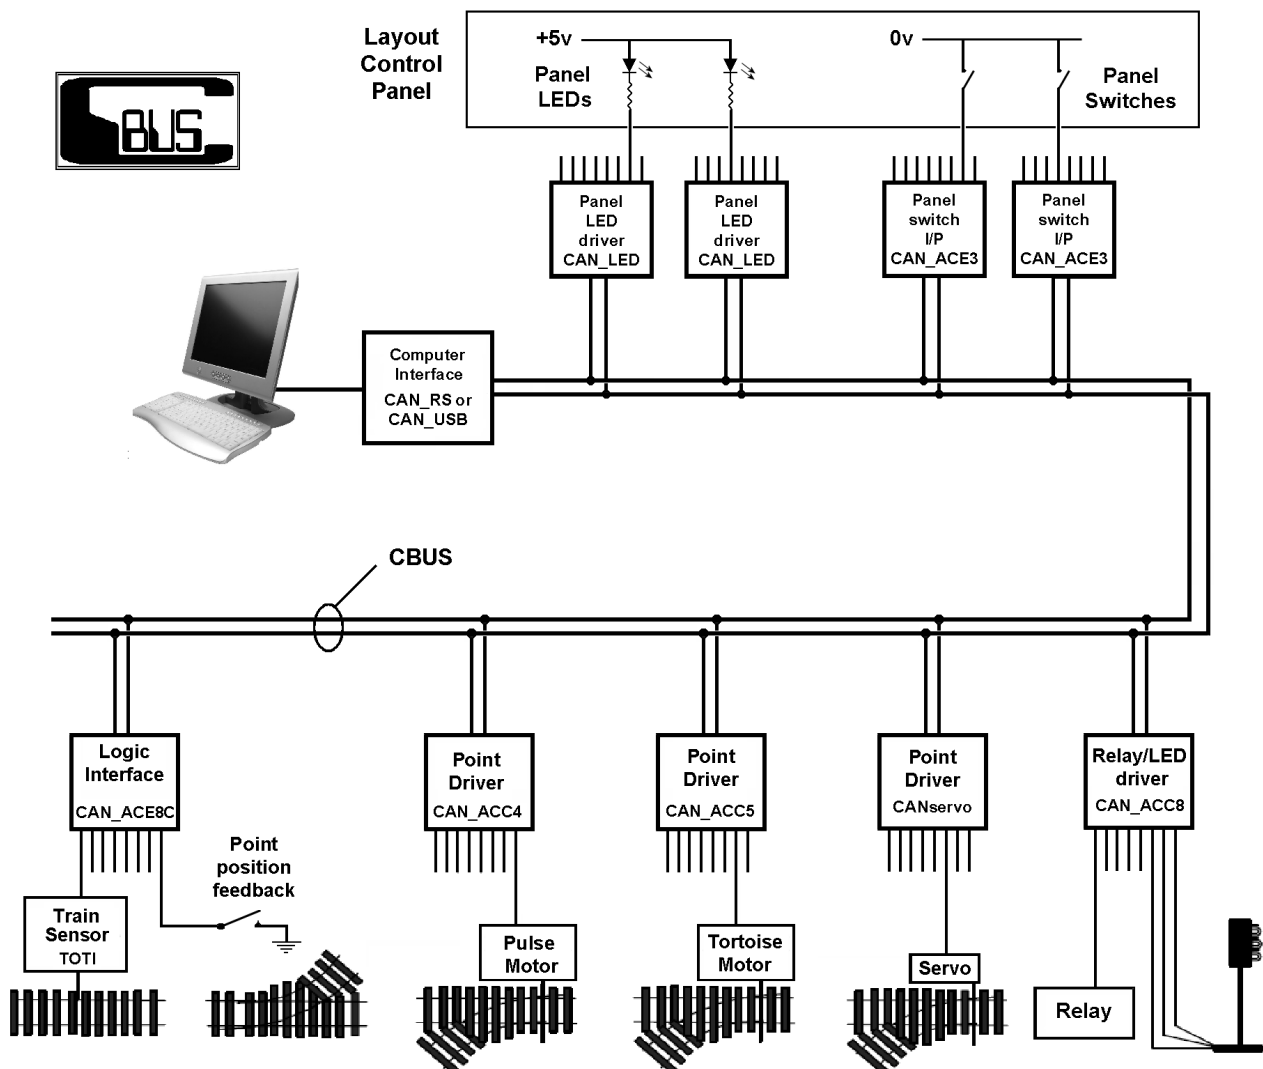 Layout
Control
Panel
+5v
Panel
LEDs
0v
Panel
Switches
CBUS
Panel
LED
driver
CAN_LED
Panel
LED
driver
CAN_LED
Panel
switch
I/P
CAN_ACE3
Panel
switch
I/P
CAN_ACE3
Computer
Interface
CAN_RS or
CAN_USB
CBUS
Logic
Interface
CAN_ACE8C
Point
Driver
CAN_ACC4
Point
Driver
CAN_ACC5
Point
Driver
CANservo
Relay/LED
driver
CAN_ACC8
Point
position
feedback
Train
Sensor
TOTI
Pulse
Motor
Tortoise
Motor
Servo
Relay